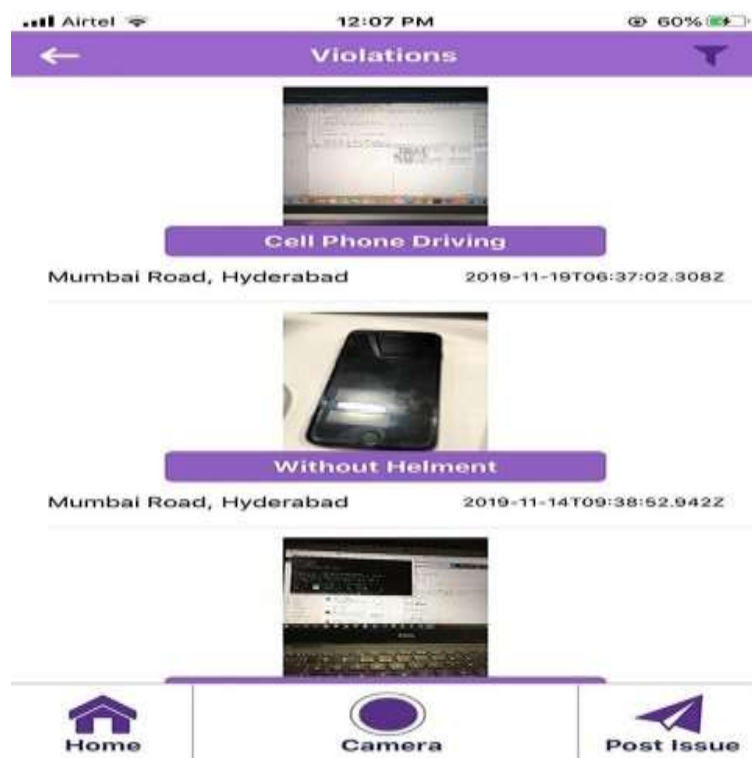 Airtel 12:07 PM 60%
Violations
Cell Phone Driving
Mumbai Road, Hyderabad 2019-11-19T06:37:02.308Z
Without Helment
Mumbai Road, Hyderabad 2019-11-14T09:38:52.942Z
Home Camera Post Issue